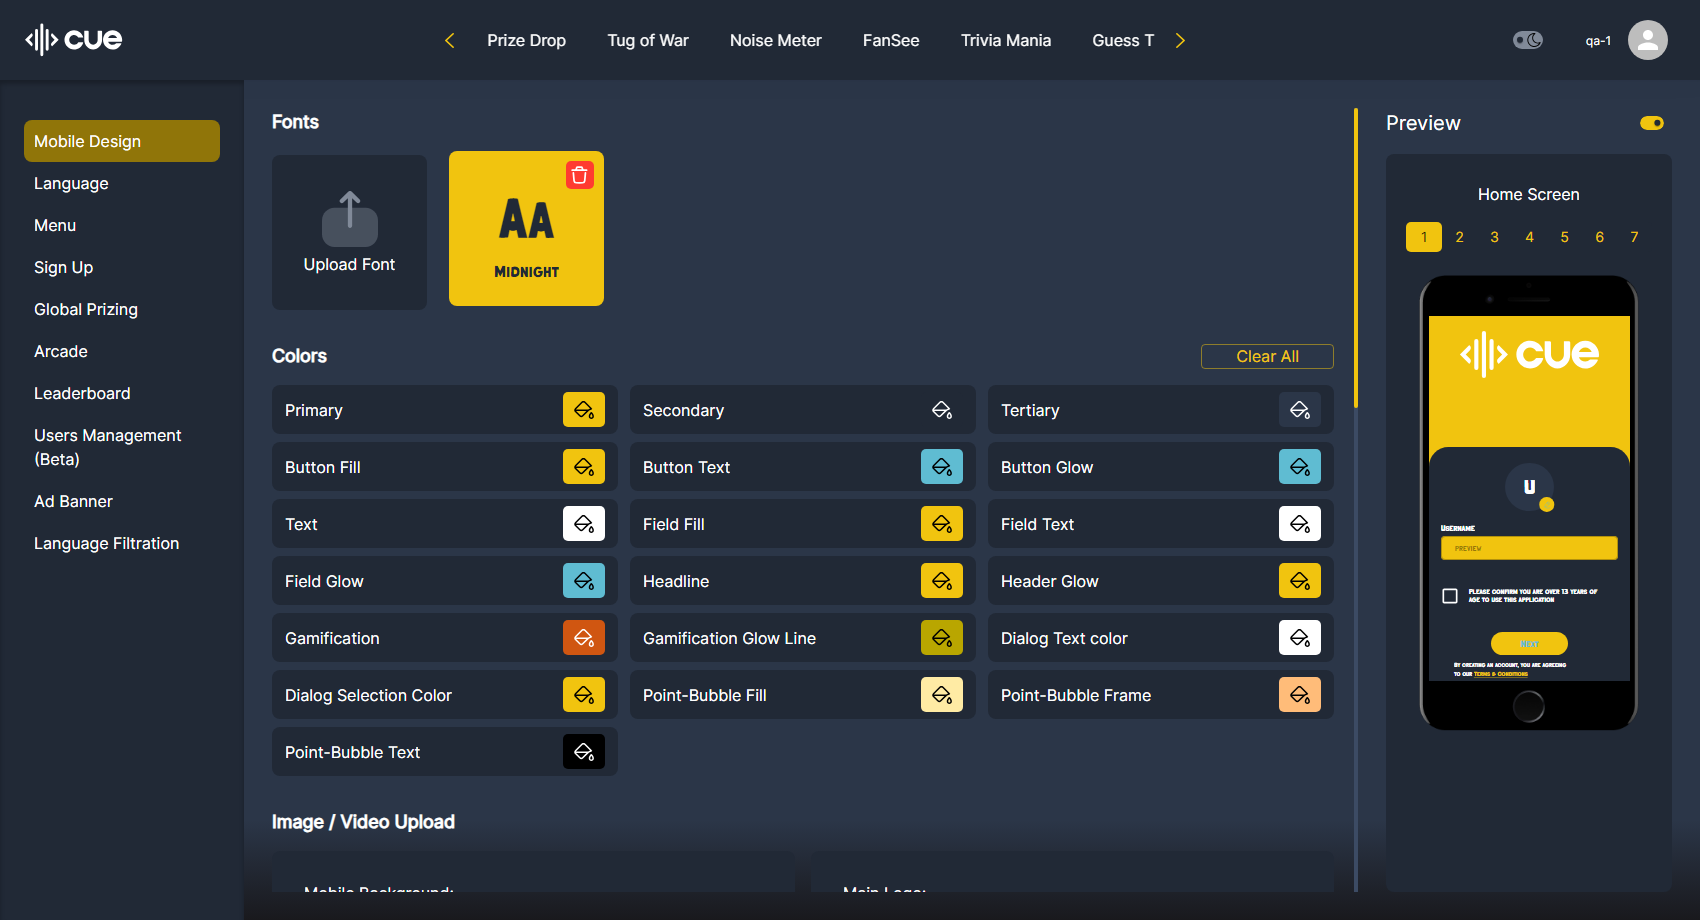 cue
Prize Drop
Tug of War
Noise Meter
FanSee
Trivia Mania
Guess T
qa-1
Mobile Design
Language
Menu
Sign Up
Global Prizing
Arcade
Leaderboard
Users Management
(Beta)
Ad Banner
Language Filtration
Fonts
Upload Font
AA
MIDNIGHT
Colors
Clear All
Primary
Secondary
Tertiary
Button Fill
Button Text
Button Glow
Text
Field Fill
Field Text
Field Glow
Headline
Header Glow
Gamification
Gamification Glow Line
Dialog Text color
Dialog Selection Color
Point-Bubble Fill
Point-Bubble Frame
Point-Bubble Text
Image / Video Upload
Mobile Background:
Main Logo:
Preview
Home Screen
1 2 3 4 5 6 7
cue
U
USERNAME
PREVIEW
PLEASE CONFIRM YOU ARE OVER 13 YEARS OF
AGE TO USE THIS APPLICATION
NEXT
BY CREATING AN ACCOUNT, YOU ARE AGREEING
TO OUR TERMS & CONDITIONS